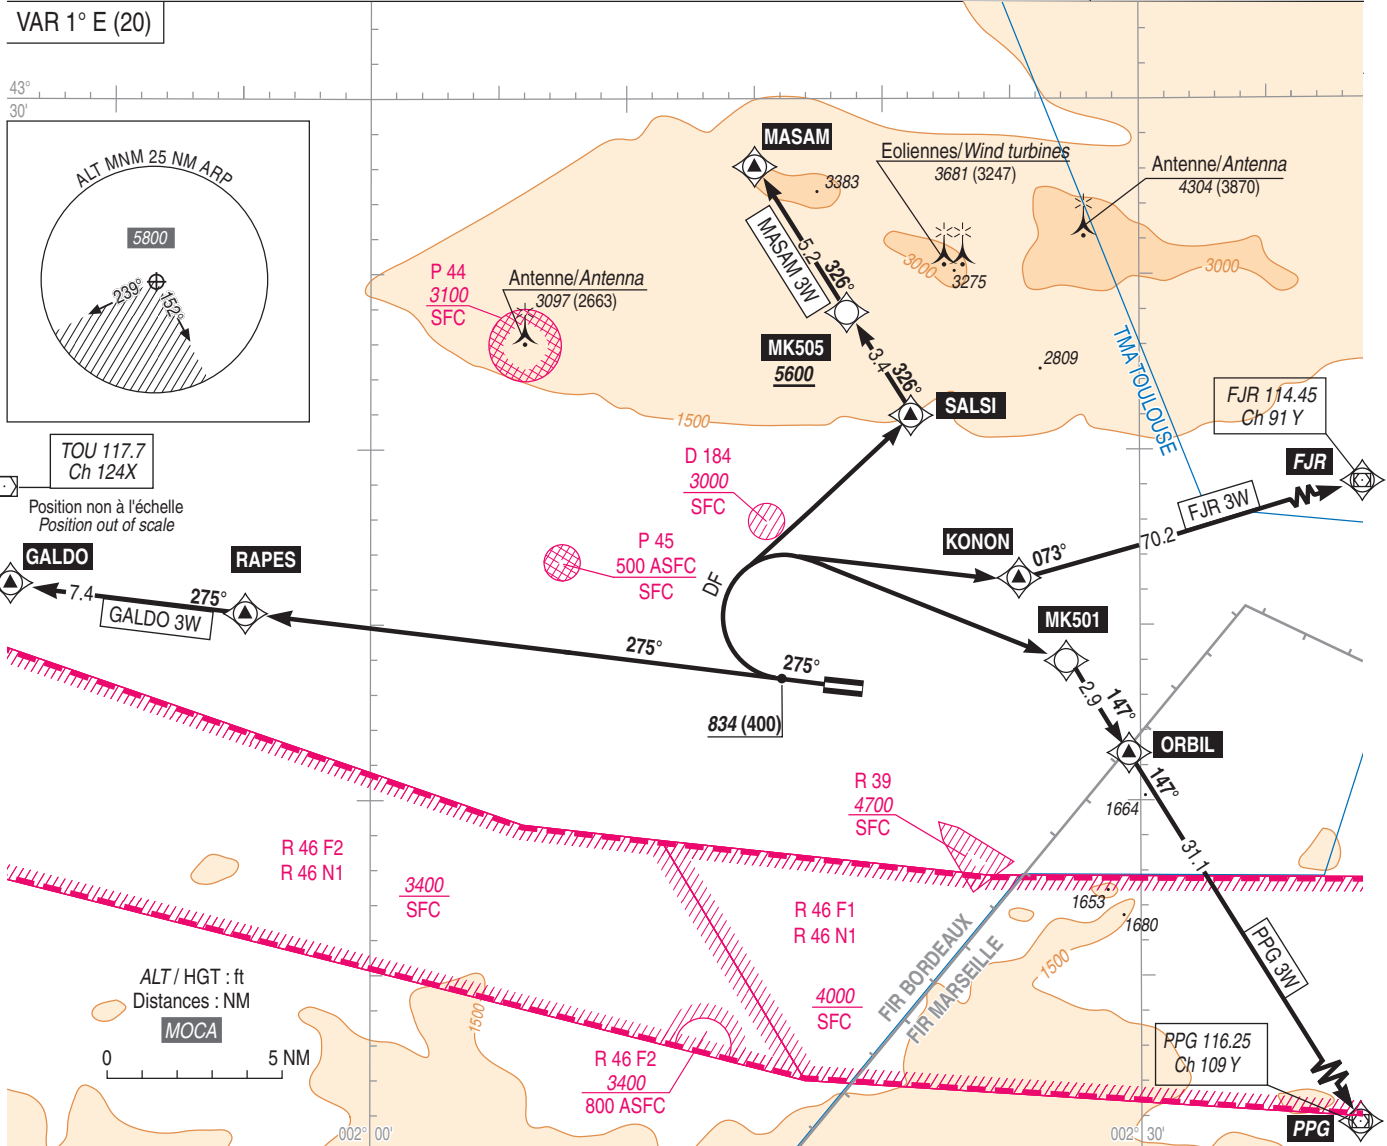 VAR 1° E (20)
43°
30'
ALT MNM 25 NM ARP
5800
239°
152°
MASAM
3383
Eoliennes/Wind turbines
3681 (3247)
Antenne/Antenna
4304 (3870)
3000
3275
3000
5.2
326°
MASAM 3W
P 44
3100
SFC
Antenne/Antenna
3097 (2663)
MK505
5600
3.4
326°
2809
TMA TOULOUSE
SALSI
1500
FJR 114.45
Ch 91 Y
FJR
TOU 117.7
Ch 124X
Position non à l'échelle
Position out of scale
D 184
3000
SFC
FJR 3W
70.2
KONON
073°
P 45
500 ASFC
SFC
DF
GALDO
RAPES
7.4
275°
GALDO 3W
275°
275°
834 (400)
MK501
2.9
147°
ORBIL
147°
1664
31.1
R 39
4700
SFC
R 46 F2
R 46 N1
3400
SFC
R 46 F1
R 46 N1
1653
1680
4000
SFC
FIR BORDEAUX
FIR MARSEILLE
1500
PPG 3W
ALT / HGT : ft
Distances : NM
MOCA
0 5 NM
1500
R 46 F2
3400
800 ASFC
PPG 116.25
Ch 109 Y
PPG
002° 00'
002° 30'